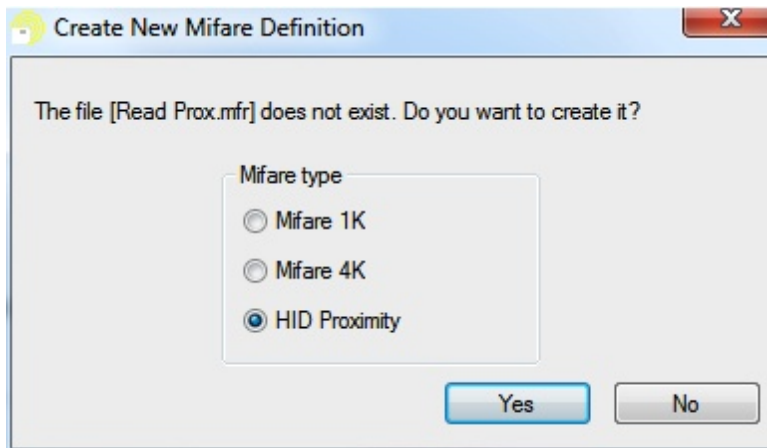 Create New Mifare Definition
X
The file [Read Prox.mfr] does not exist. Do you want to create it?
Mifare type
Mifare 1K
Mifare 4K
HID Proximity
Yes
No